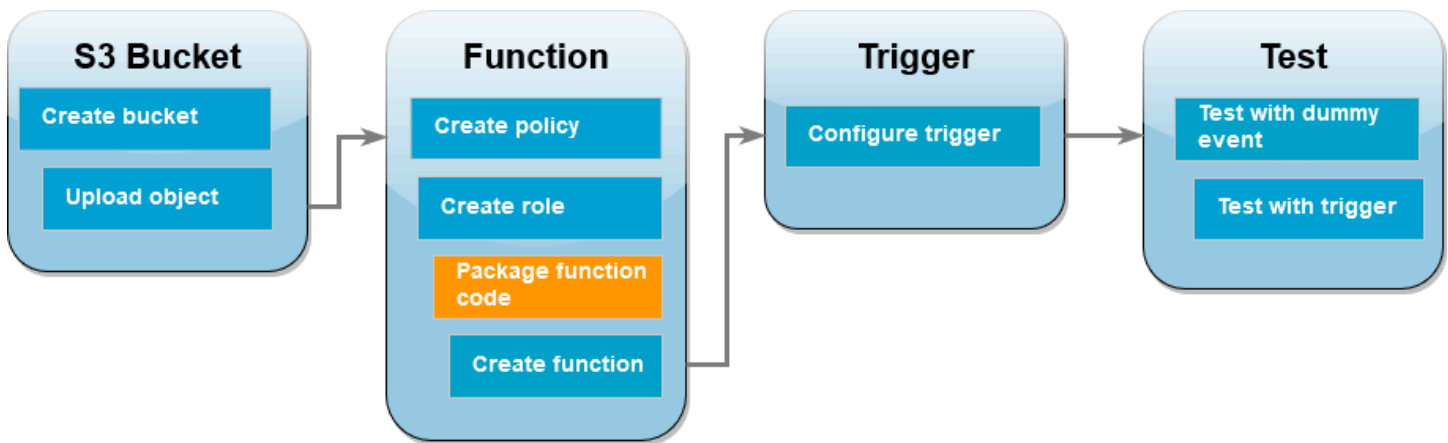 S3 Bucket
Create bucket
Upload object
Function
Create policy
Create role
Package function
code
Create function
Trigger
Configure trigger
Test
Test with dummy
event
Test with trigger